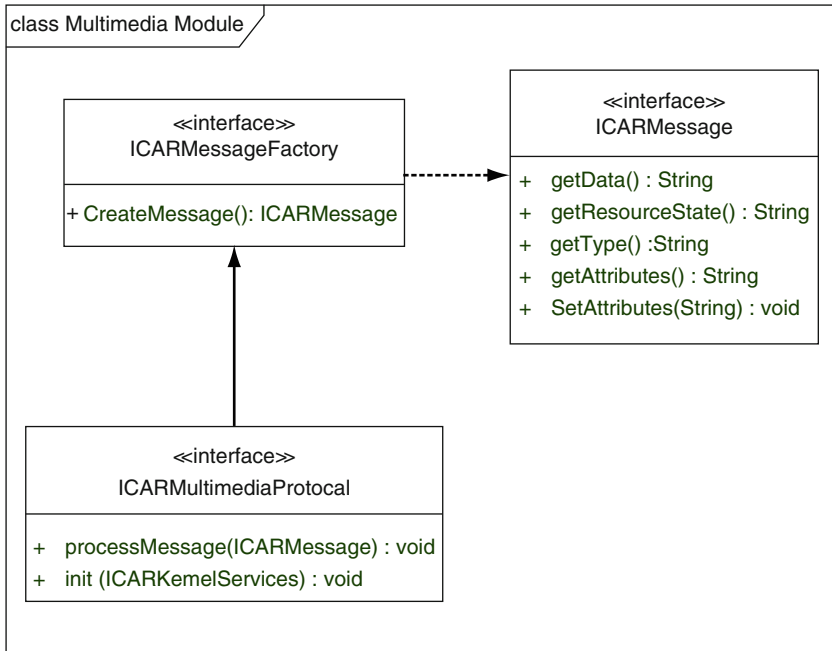 class Multimedia Module
≪interface≫
ICARMessageFactory
+ CreateMessage(): ICARMessage
≪interface≫
ICARMessage
+ getData() : String
+ getResourceState() : String
+ getType() :String
+ getAttributes() : String
+ SetAttributes(String) : void
≪interface≫
ICARMultimediaProtocal
+ processMessage(ICARMessage) : void
+ init (ICARKemelServices) : void